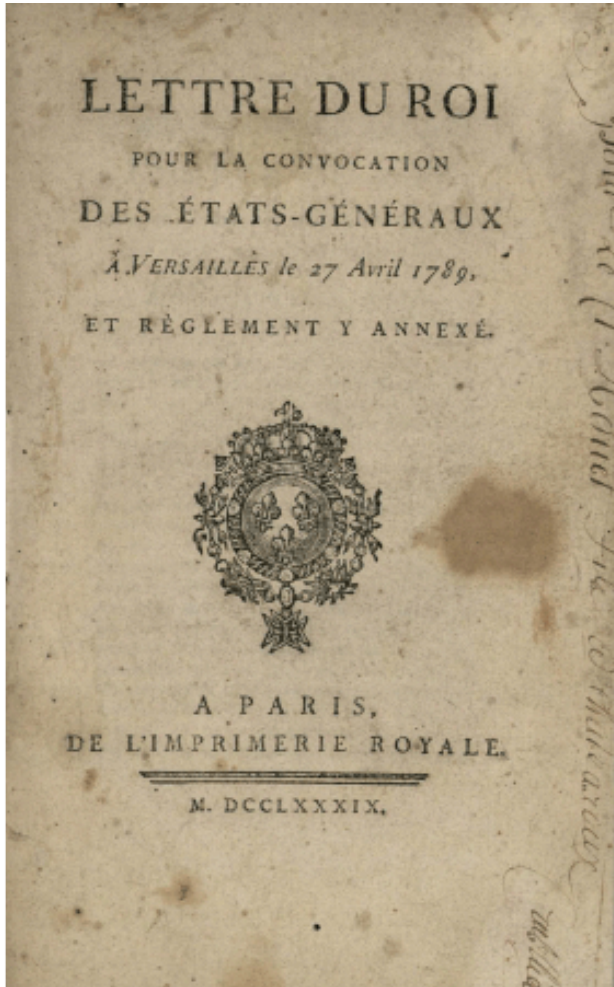 LETTRE DU ROI
POUR LA CONVOCATION
DES ÉTATS-GÉNÉRAUX
À VERSAILLES le 27 Avril 1789,
ET RÈGLEMENT Y ANNEXÉ.
A PARIS,
DE L'IMPRIMERIE ROYALE.
M. DCCLXXXIX.